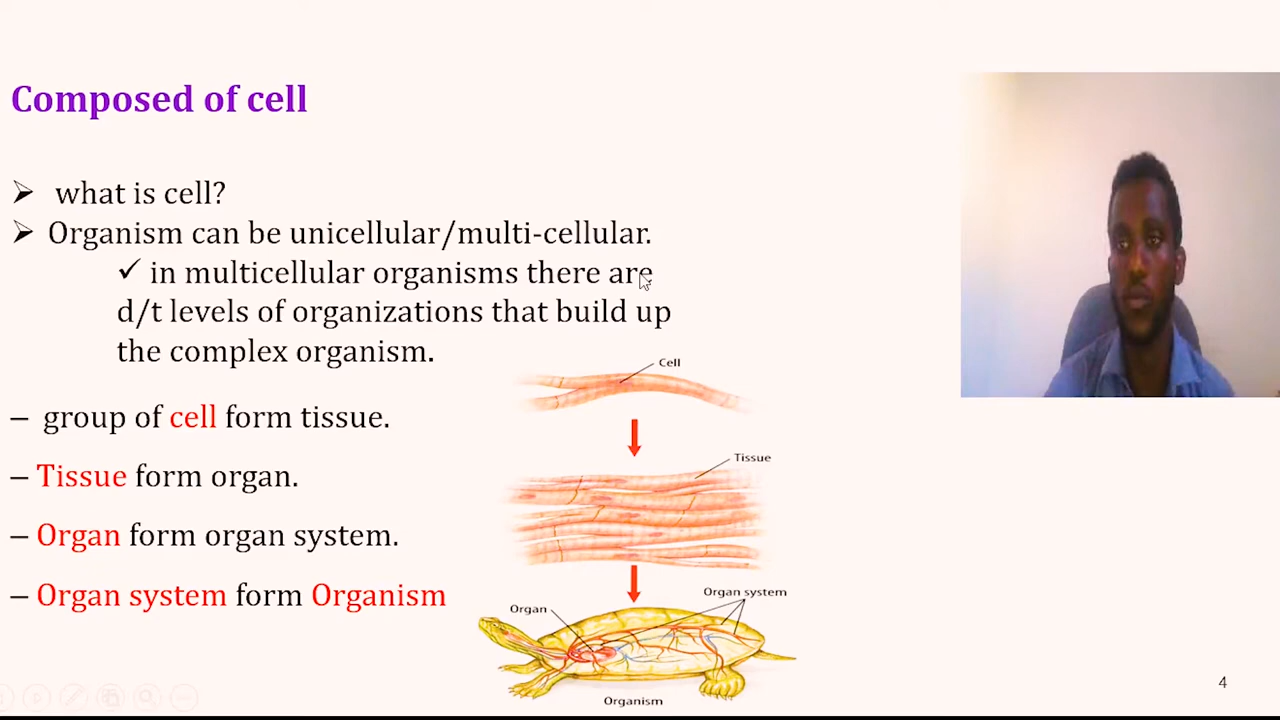 Composed of cell
➢ what is cell?
➢ Organism can be unicellular/multi-cellular.
✓ in multicellular organisms there are
d/t levels of organizations that build up
the complex organism.
– group of cell form tissue.
– Tissue form organ.
– Organ form organ system.
– Organ system form Organism
Cell
Tissue
Organ system
Organ
Organism
4